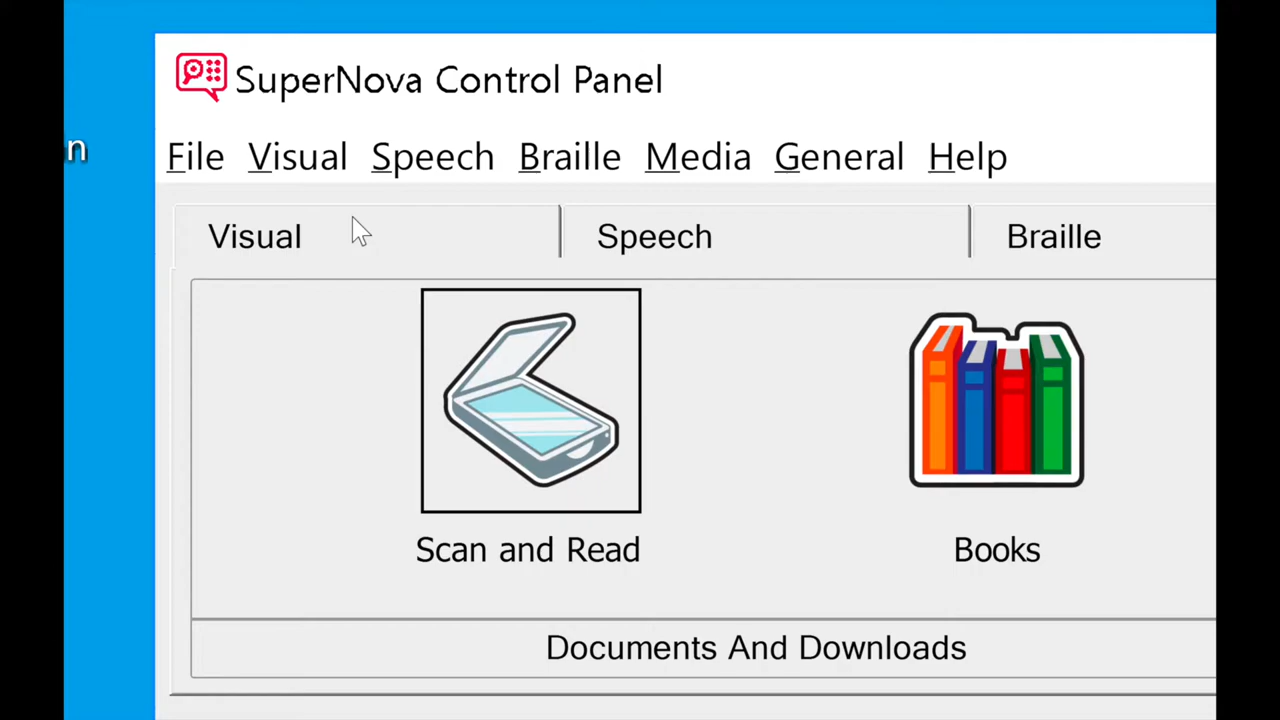 SuperNova Control Panel
n
File Visual Speech Braille Media General Help
Visual Speech Braille
Scan and Read Books
Documents And Downloads